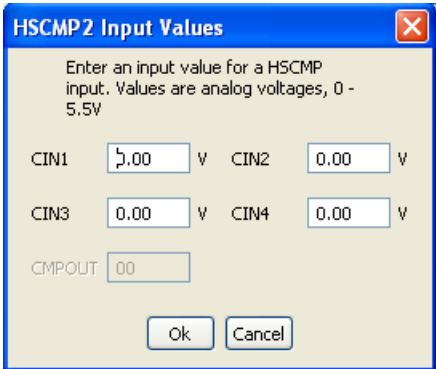 HSCMP2 Input Values
Enter an input value for a HSCMP
input. Values are analog voltages, 0 -
5.5V
CIN1 0.00 V CIN2 0.00 V
CIN3 0.00 V CIN4 0.00 V
CMPOUT 00
Ok Cancel